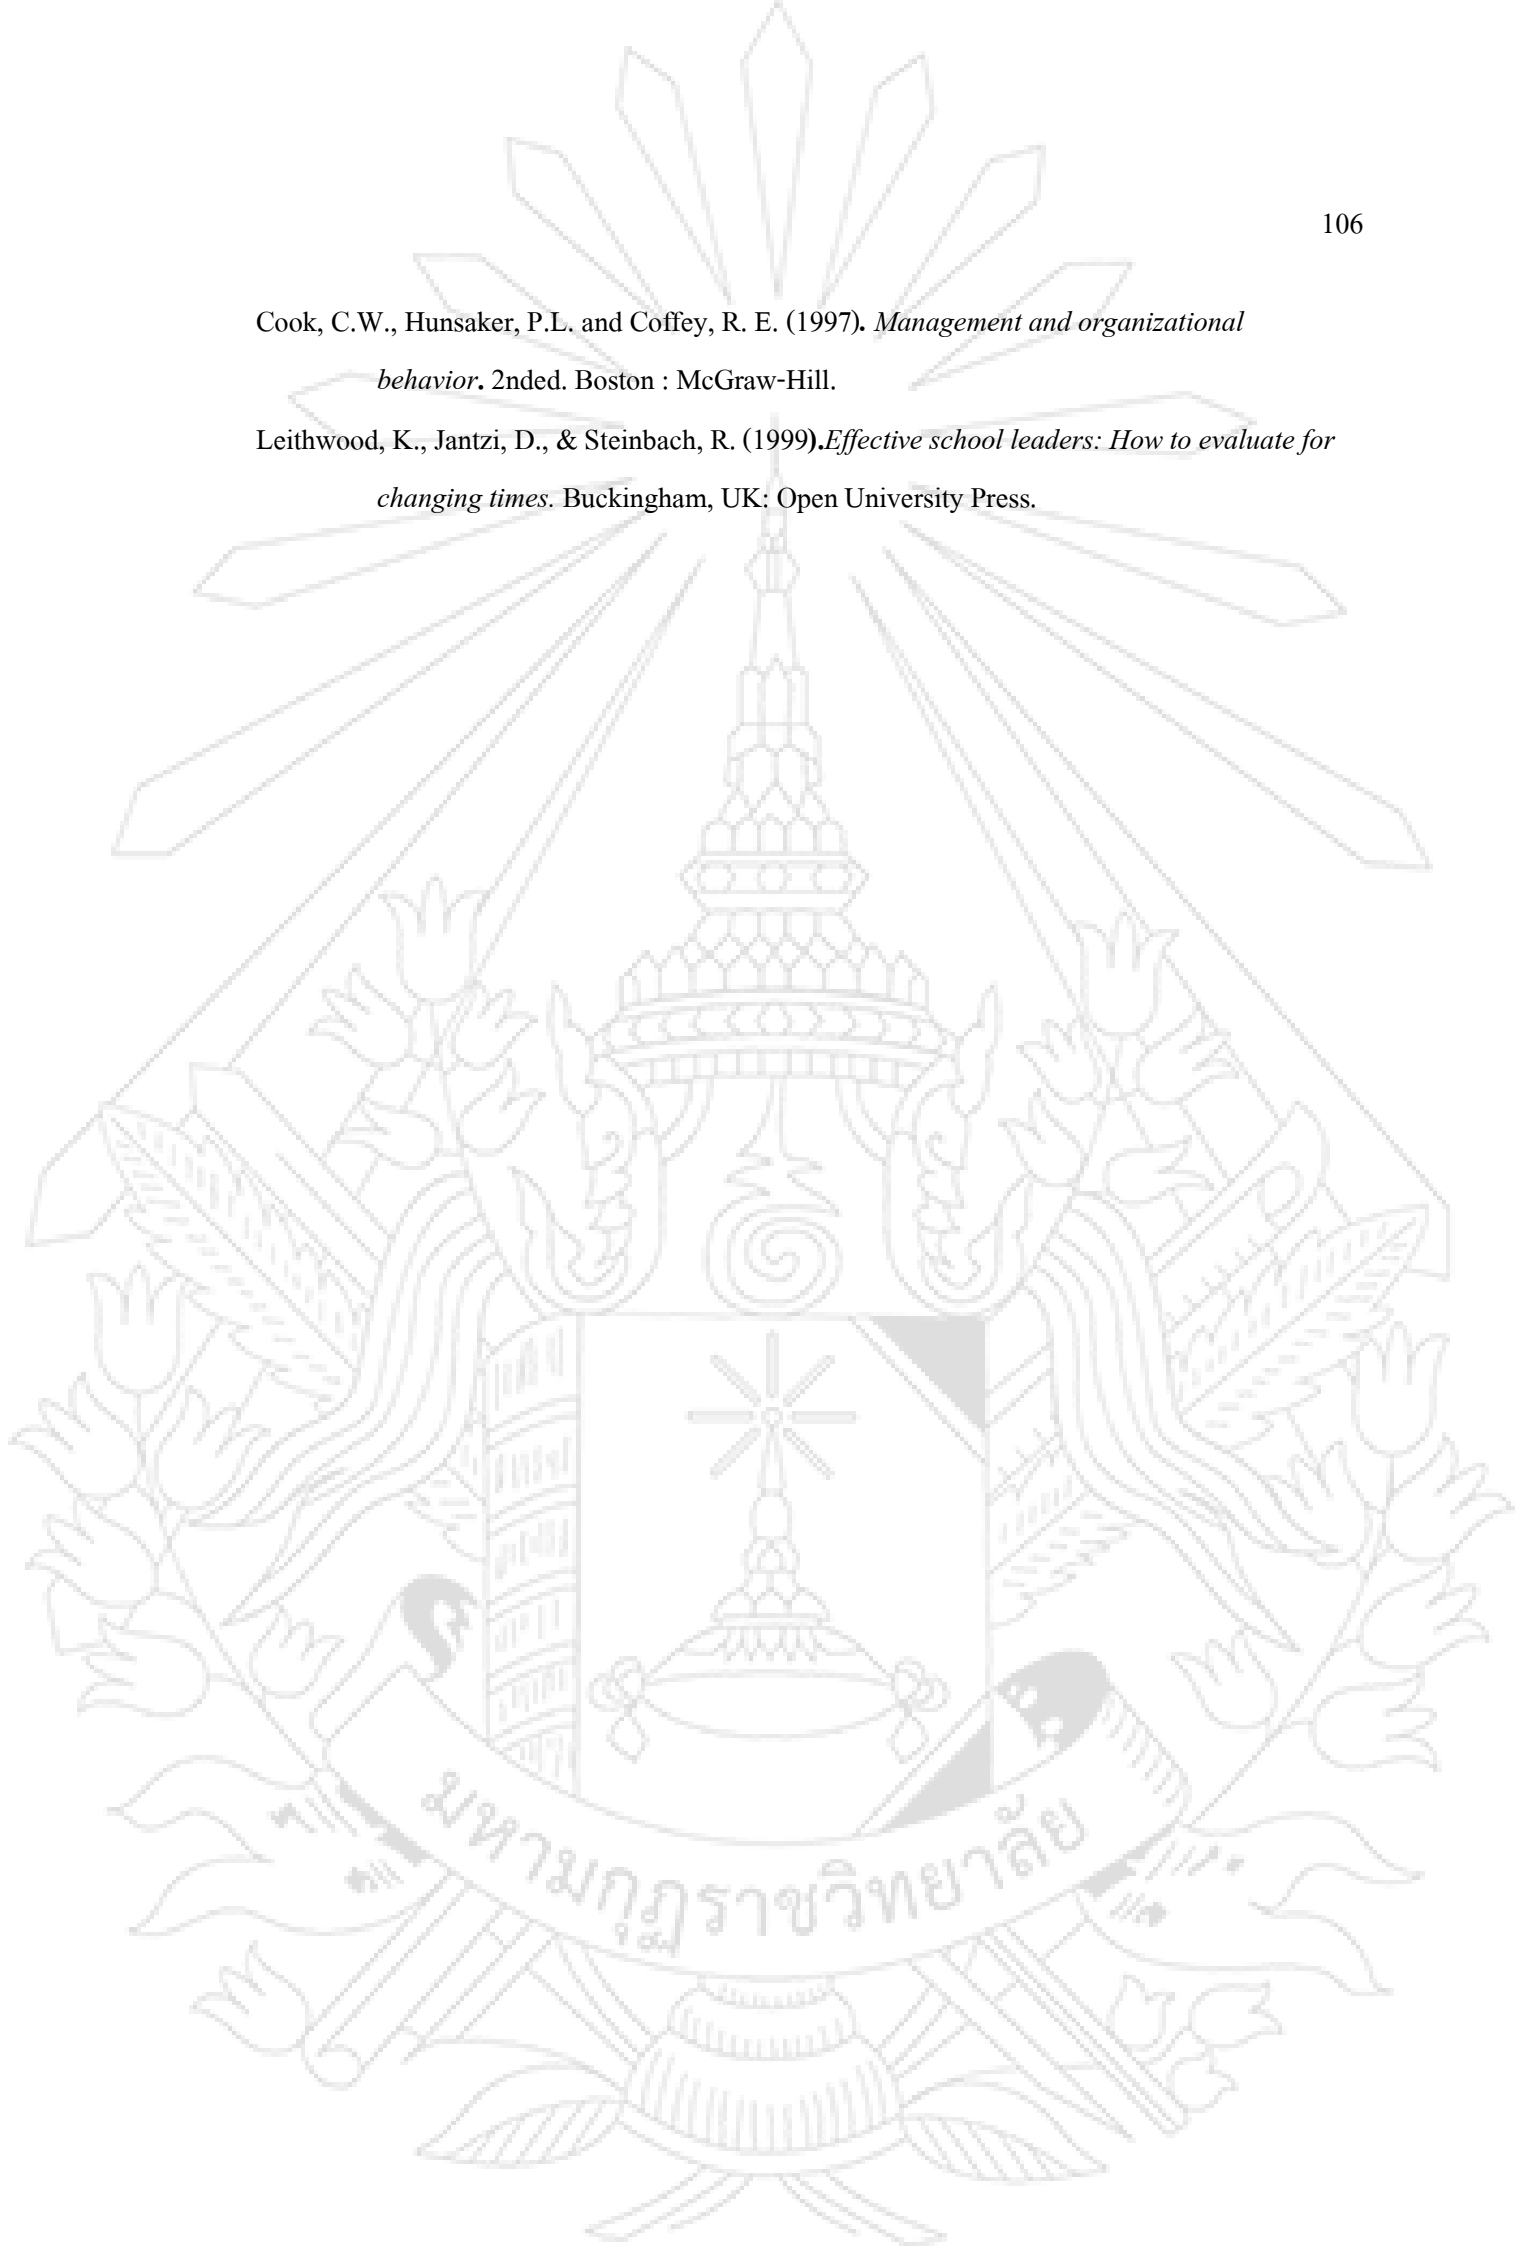 106
Cook, C.W., Hunsaker, P.L. and Coffey, R. E. (1997). Management and organizational
behavior. 2nded. Boston : McGraw-Hill.
Leithwood, K., Jantzi, D., & Steinbach, R. (1999).Effective school leaders: How to evaluate for
changing times. Buckingham, UK: Open University Press.
มหามกุฏราชวิทยาลัย